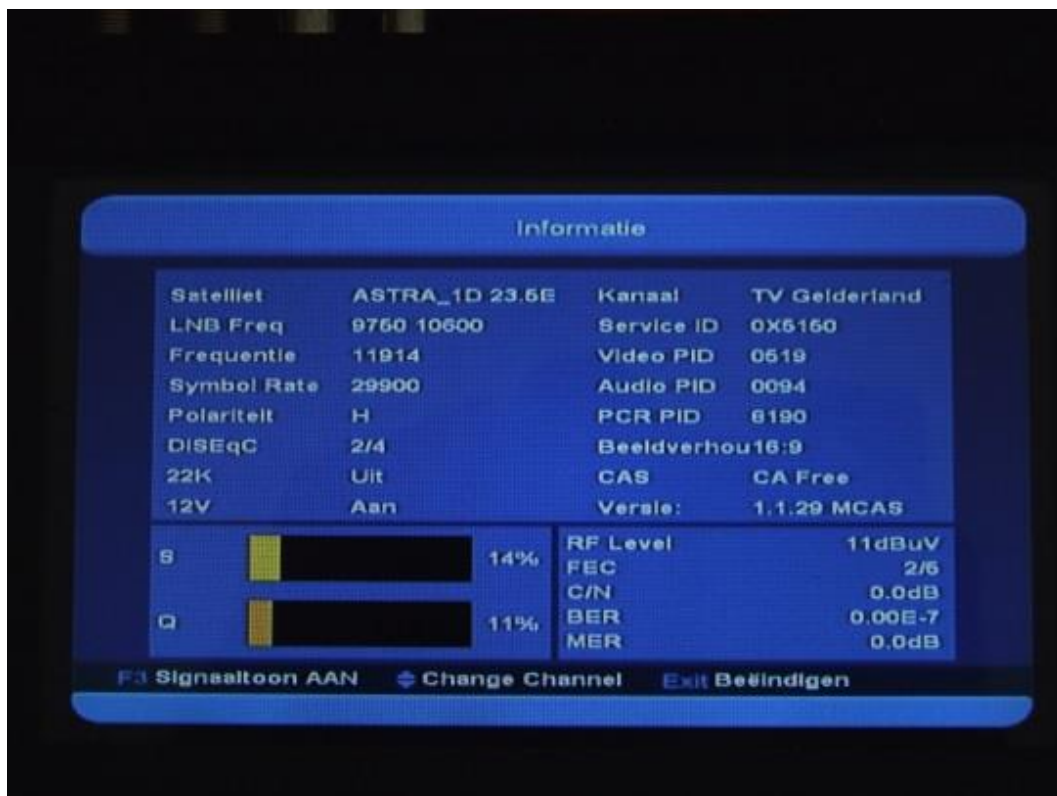 Informatie
Satelliet ASTRA_1D 23.5E Kanaal TV Gelderland
LNB Freq 9750 10600 Service ID 0X5150
Frequentie 11914 Video PID 0519
Symbol Rate 29900 Audio PID 0094
Polariteit H PCR PID 8190
DISEqC 2/4 Beeldverhou16:9
22K Uit CAS CA Free
12V Aan Versie: 1.1.29 MCAS
S 14%
Q 11%
RF Level 11dBuV
FEC 2/5
C/N 0.0dB
BER 0.00E-7
MER 0.0dB
F3 Signaaltoon AAN Change Channel Exit Beëindigen